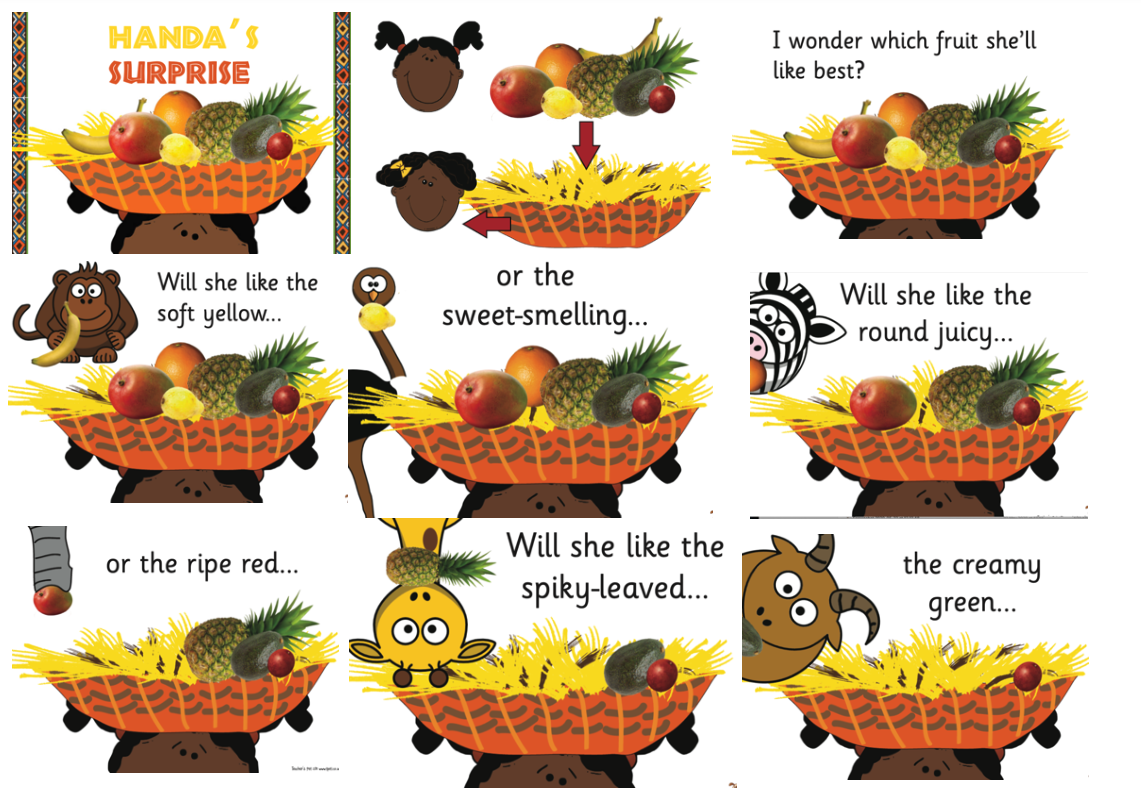 HANDA'S
SURPRISE
I wonder which fruit she'll
like best?
Will she like the
soft yellow...
or the
sweet-smelling...
Will she like the
round juicy...
or the ripe red...
Will she like the
spiky-leaved...
the creamy
green...